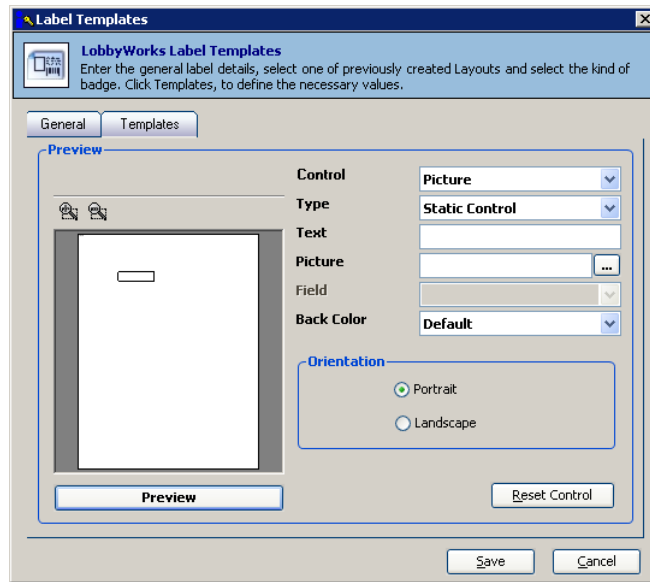 Label Templates
LobbyWorks Label Templates
Enter the general label details, select one of previously created Layouts and select the kind of
badge. Click Templates, to define the necessary values.
General
Templates
Preview
Control
Picture
Type
Static Control
Text
Picture
...
Field
Back Color
Default
Orientation
Portrait
Landscape
Preview
Reset Control
Save
Cancel